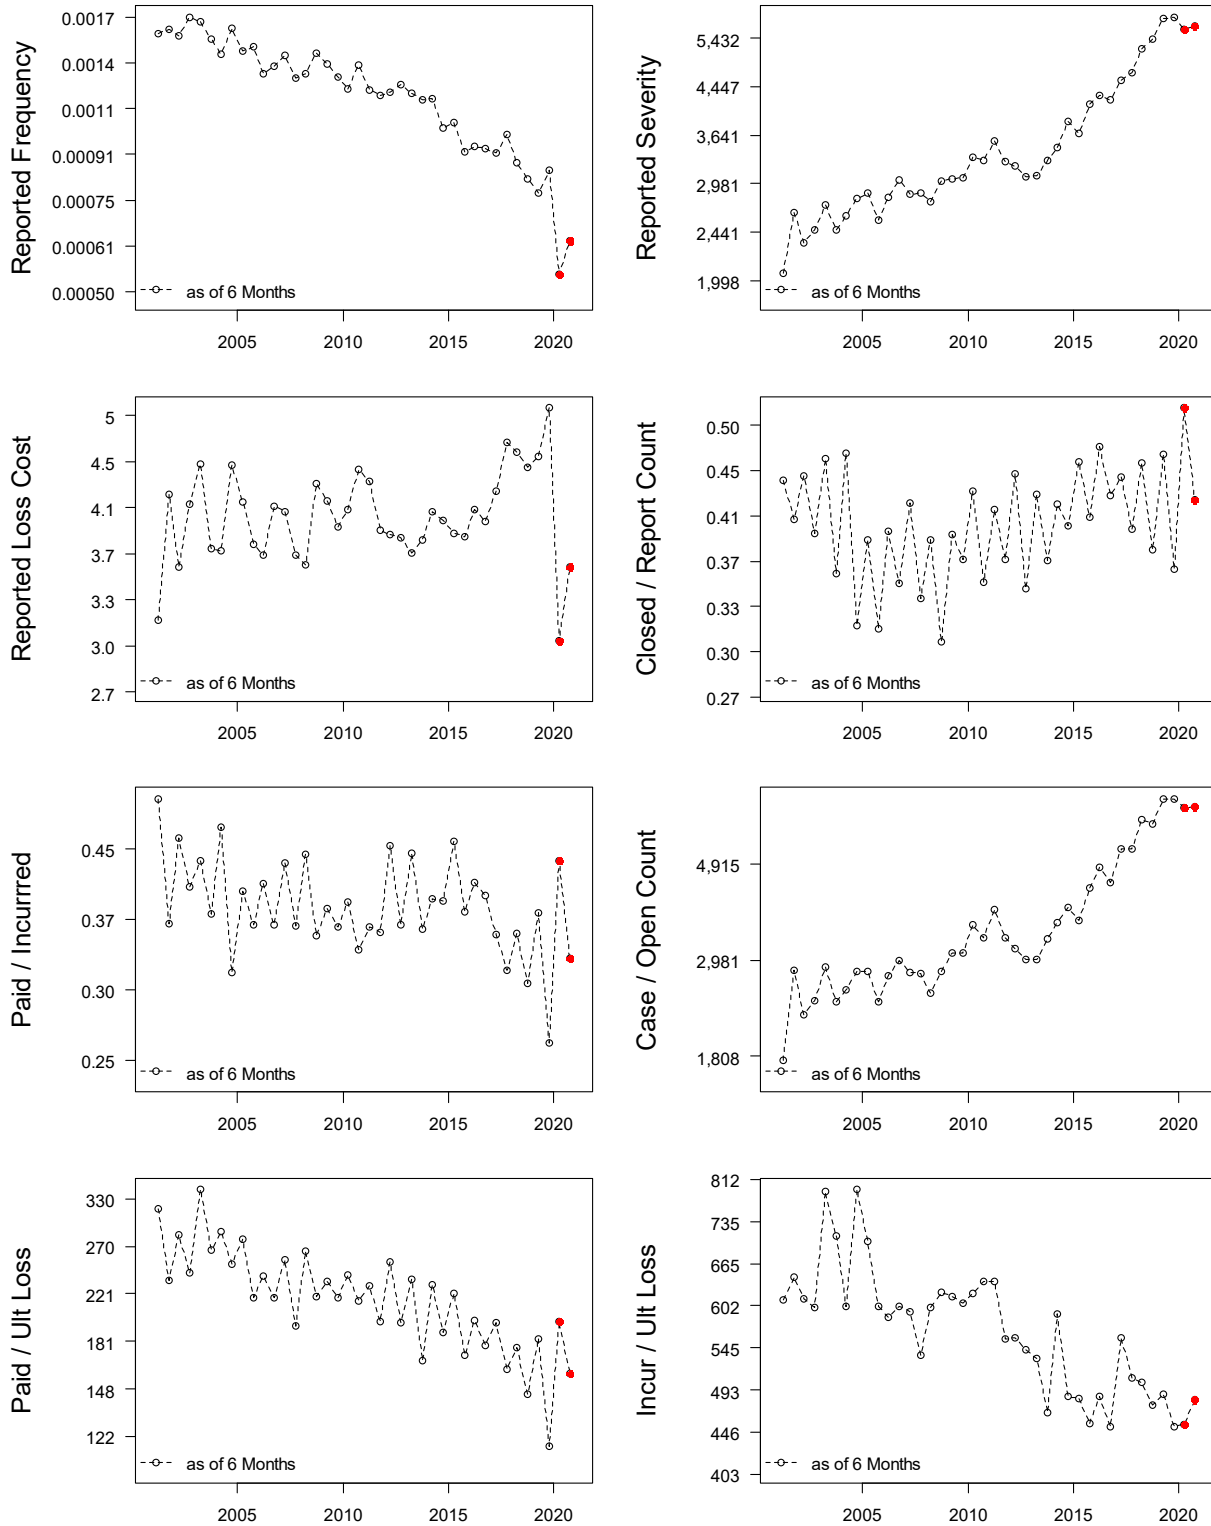 Reported Frequency
0.0017
0.0014
0.0011
0.00091
0.00075
0.00061
0.00050
as of 6 Months
2005 2010 2015 2020
Reported Severity
5,432
4,447
3,641
2,981
2,441
1,998
as of 6 Months
2005 2010 2015 2020
Reported Loss Cost
5
4.5
4.1
3.7
3.3
3.0
2.7
as of 6 Months
2005 2010 2015 2020
Closed / Report Count
0.50
0.45
0.41
0.37
0.33
0.30
0.27
as of 6 Months
2005 2010 2015 2020
Paid / Incurrred
0.45
0.37
0.30
0.25
as of 6 Months
2005 2010 2015 2020
Case / Open Count
4,915
2,981
1,808
as of 6 Months
2005 2010 2015 2020
Paid / Ult Loss
330
270
221
181
148
122
as of 6 Months
2005 2010 2015 2020
Incur / Ult Loss
812
735
665
602
545
493
446
403
as of 6 Months
2005 2010 2015 2020